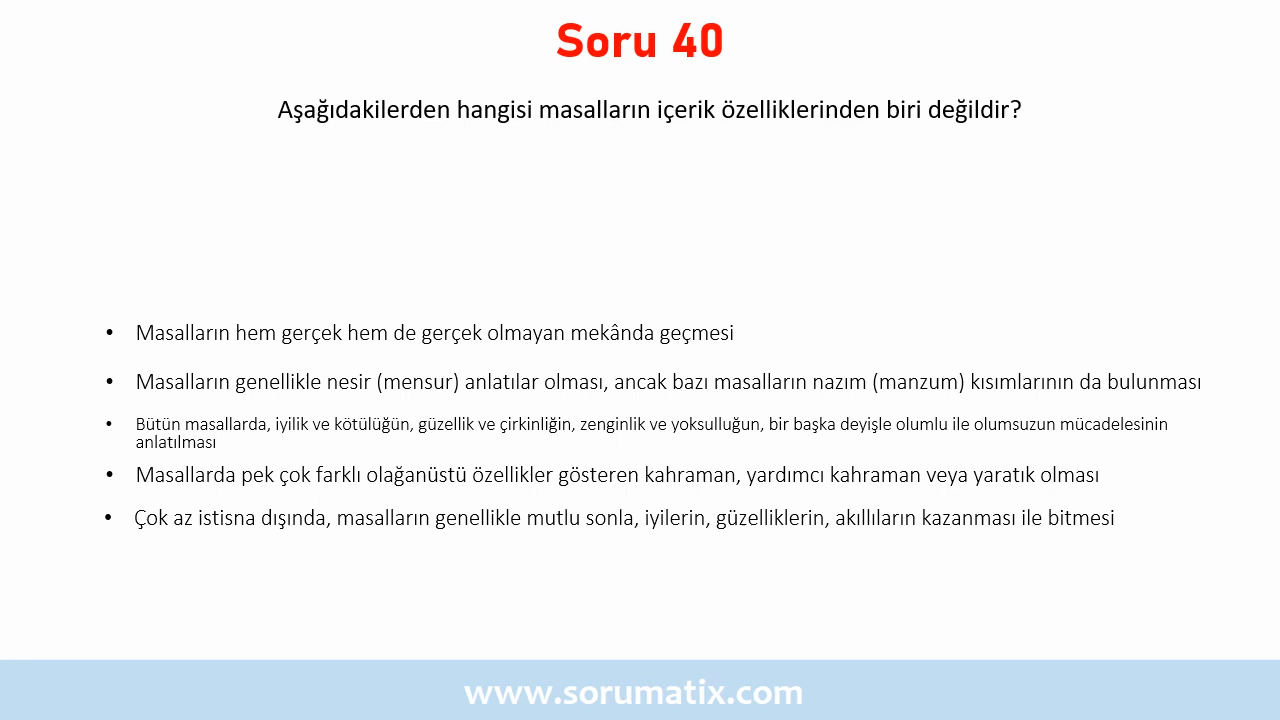 Soru 40
Aşağıdakilerden hangisi masalların içerik özelliklerinden biri değildir?
• Masalların hem gerçek hem de gerçek olmayan mekânda geçmesi
• Masalların genellikle nesir (mensur) anlatılar olması, ancak bazı masalların nazım (manzum) kısımlarının da bulunması
• Bütün masallarda, iyilik ve kötülüğün, güzellik ve çirkinliğin, zenginlik ve yoksulluğun, bir başka deyişle olumlu ile olumsuzun mücadelesinin
anlatılması
• Masallarda pek çok farklı olağanüstü özellikler gösteren kahraman, yardımcı kahraman veya yaratık olması
• Çok az istisna dışında, masalların genellikle mutlu sonla, iyilerin, güzelliklerin, akıllıların kazanması ile bitmesi
www.sorumatix.com